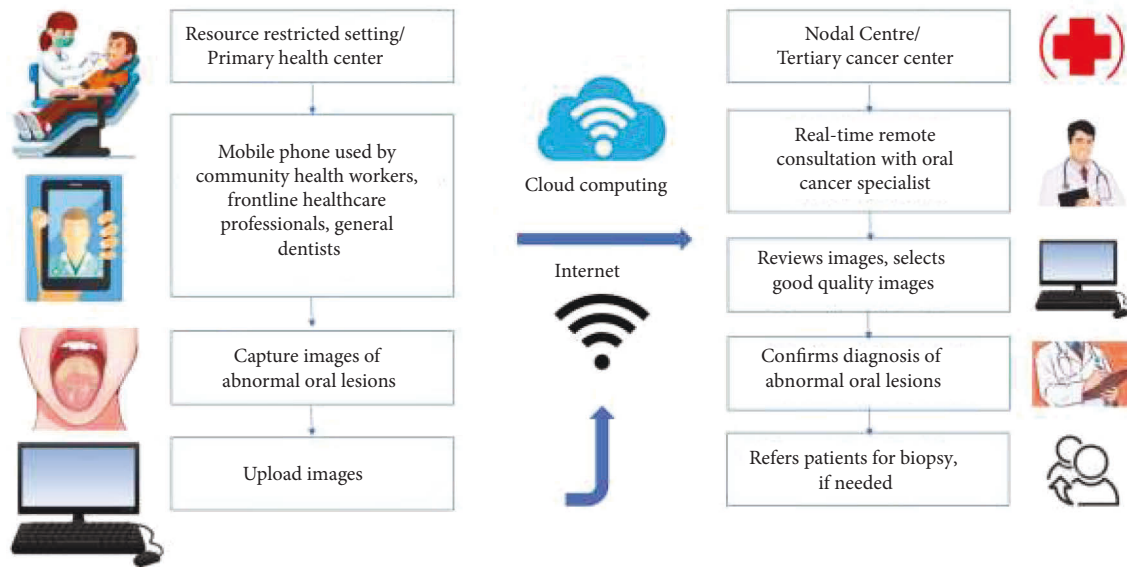 Resource restricted setting/
Primary health center
Mobile phone used by
community health workers,
frontline healthcare
professionals, general
dentists
Capture images of
abnormal oral lesions
Upload images
Cloud computing
Internet
Nodal Centre/
Tertiary cancer center
Real-time remote
consultation with oral
cancer specialist
Reviews images, selects
good quality images
Confirms diagnosis of
abnormal oral lesions
Refers patients for biopsy,
if needed